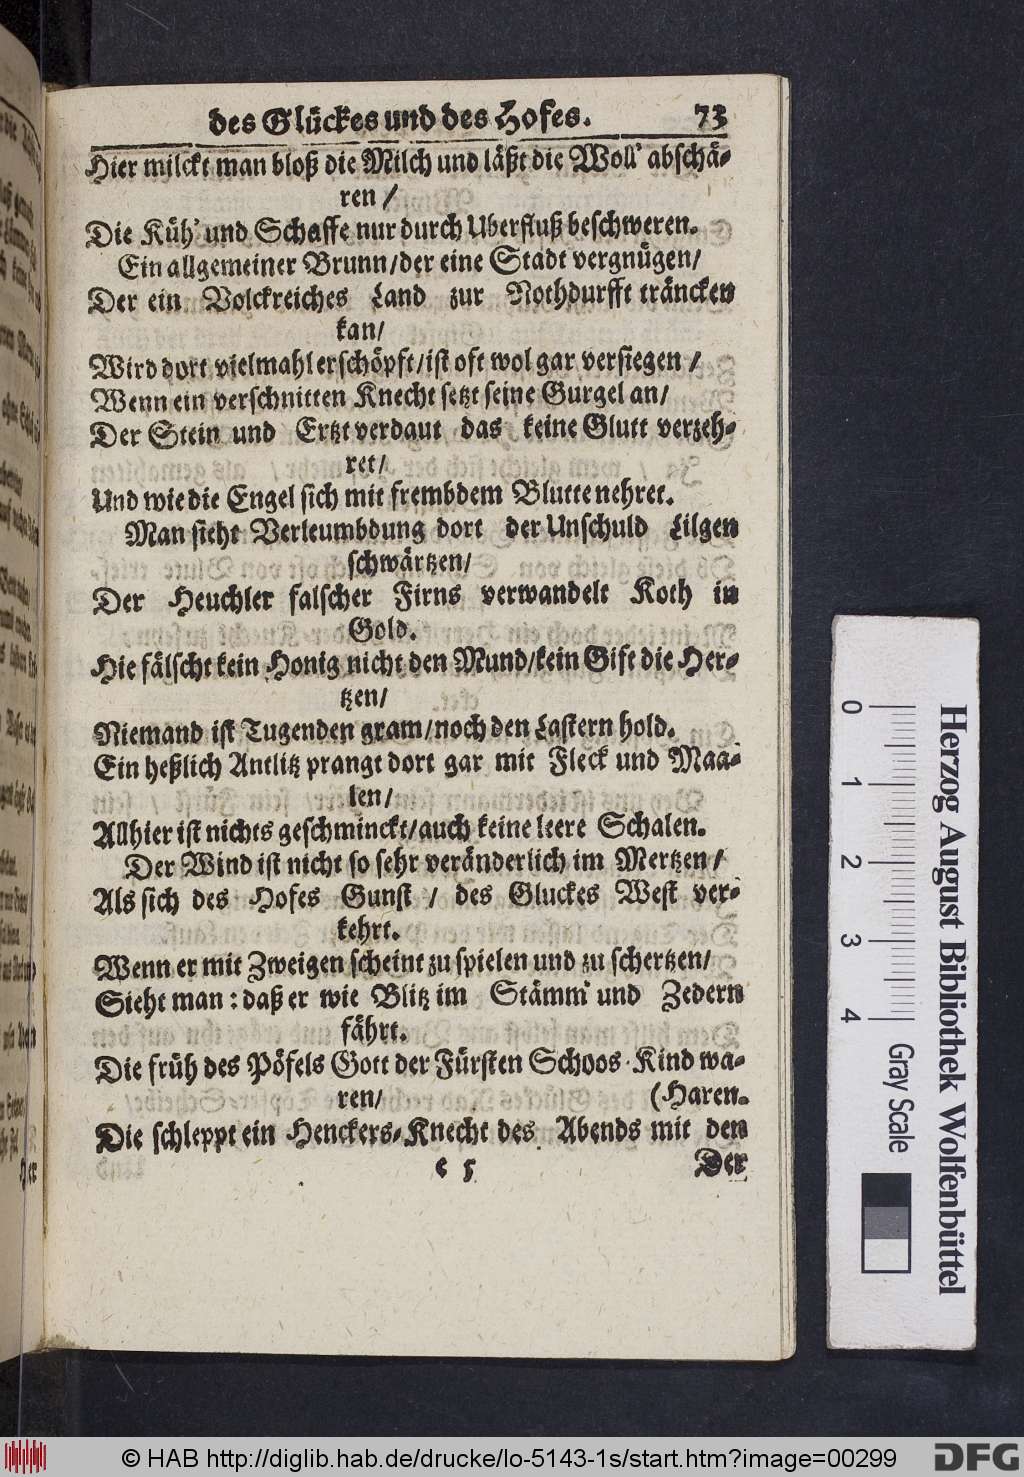 des Glückes und des Hofes. 73
Hier milckt man bloß die Milch und läßt die Woll' abschä-
ren /
Die Küh' und Schaffe nur durch Uberfluß beschweren.
Ein allgemeiner Brunn/der eine Stadt vergnügen/
Der ein Volckreiches Land zur Nothdurfft träncken
kan/
Wird dort vielmahl erschöpft/ist oft wol gar versiegen /
Wenn ein verschnitten Knecht setzt seine Gurgel an/
Der Stein und Ertzt verdaut das keine Glutt verzeh-
ret/
Und wie die Engel sich mit frembdem Blutte nehret.
Man sieht Verleumbdung dort der Unschuld Lilgen
schwärtzen/
Der Heuchler falscher Firns verwandelt Koth in
Gold.
Hie fälscht kein Honig nicht den Mund/kein Gift die Her-
tzen/
Niemand ist Tugenden gram/noch den Lastern hold.
Ein heßlich Antlitz prangt dort gar mit Fleck und Maa-
len/
Allhier ist nichts geschminckt/auch keine leere Schalen.
Der Wind ist nicht so sehr veränderlich im Mertzen/
Als sich des Hofes Gunst / des Gluckes West ver-
kehrt.
Wenn er mit Zweigen scheint zu spielen und zu schertzen/
Sieht man: daß er wie Blitz im Stämm' und Zedern
fährt.
Die früh des Pöfels Gott der Fürsten Schoos-Kind wa-
ren/ (Haren.
Die schleppt ein Henckers-Knecht des Abends mit den
e 5 Der
0 1 2 3 4
Herzog August Bibliothek Wolfenbüttel
Gray Scale
© HAB http://diglib.hab.de/drucke/lo-5143-1s/start.htm?image=00299
DFG